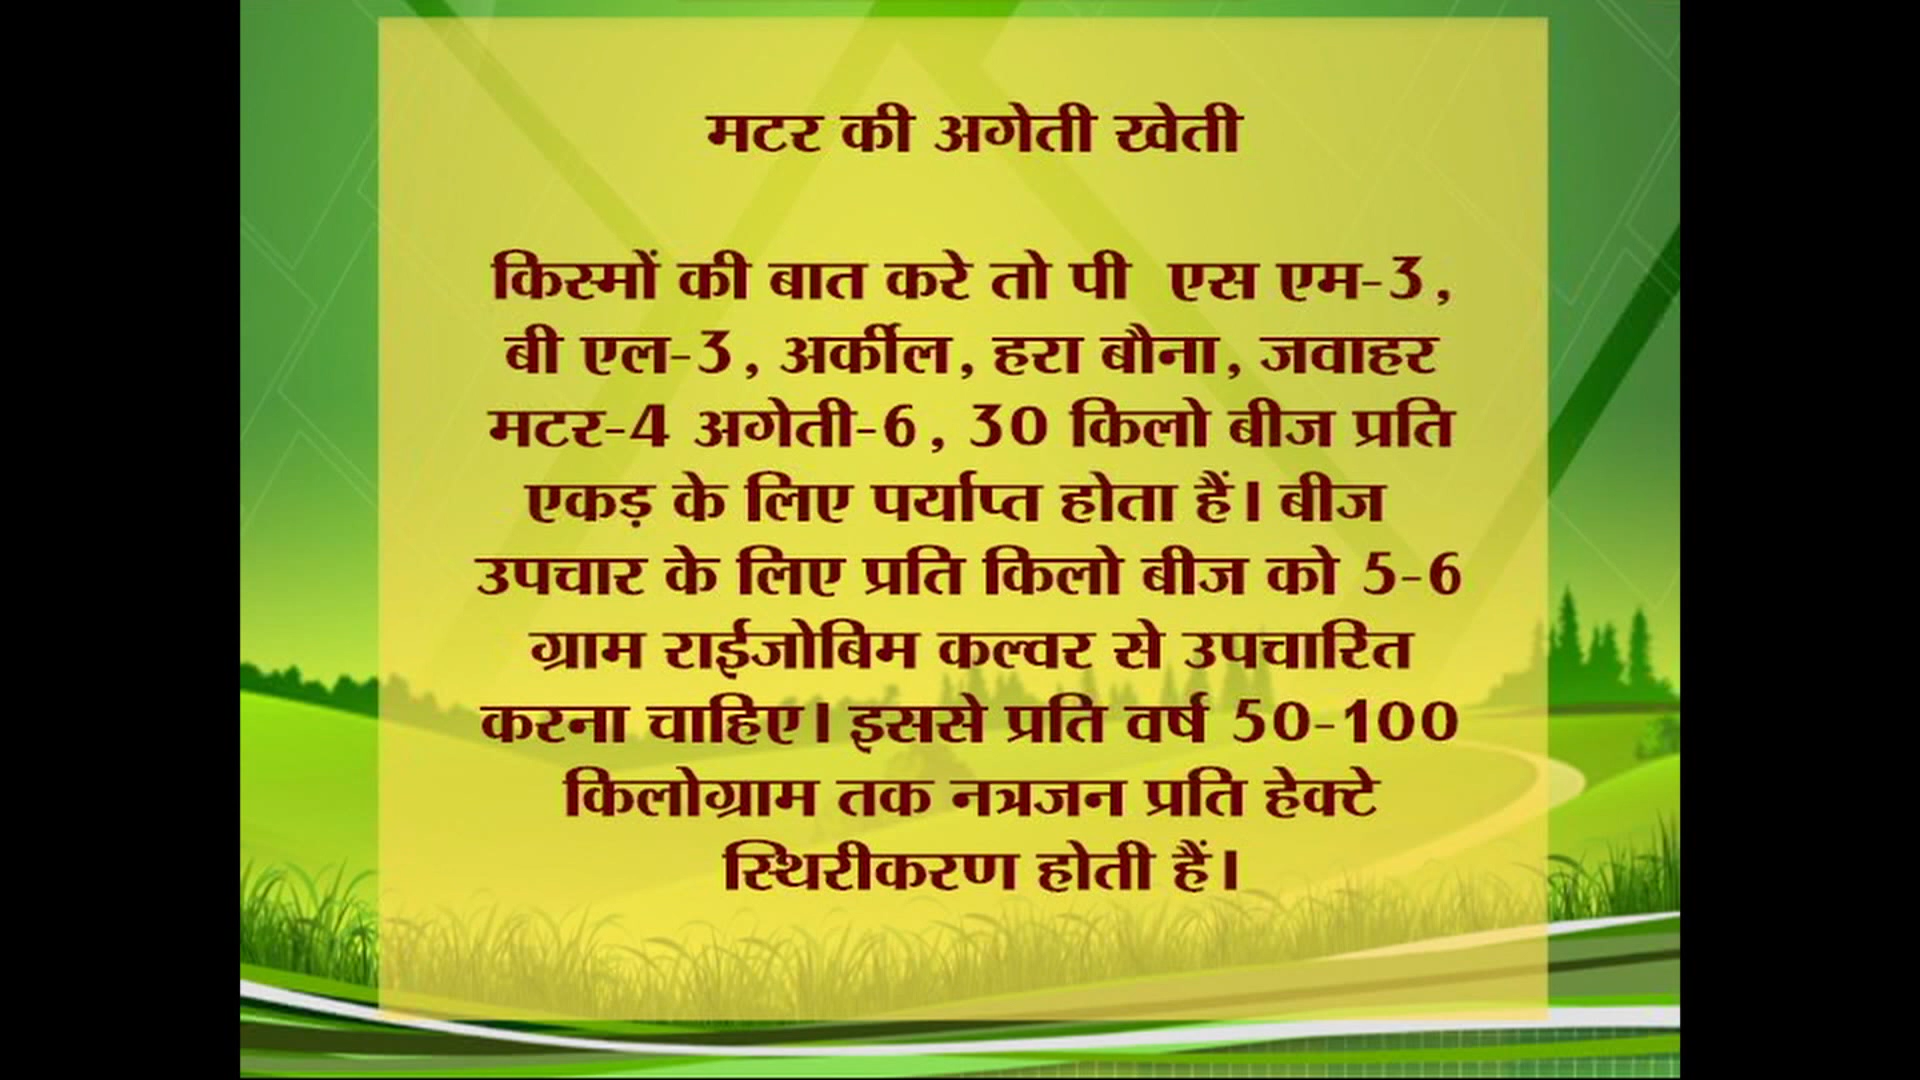 मटर की अगेती खेती
किस्मों की बात करे तो पी एस एम-3,
बी एल-3, अर्कील, हरा बौना, जवाहर
मटर-4 अगेती-6, 30 किलो बीज प्रति
एकड़ के लिए पर्याप्त होता हैं। बीज
उपचार के लिए प्रति किलो बीज को 5-6
ग्राम राईजोबिम कल्वर से उपचारित
करना चाहिए। इससे प्रति वर्ष 50-100
किलोग्राम तक नत्रजन प्रति हेक्टे
स्थिरीकरण होती हैं।